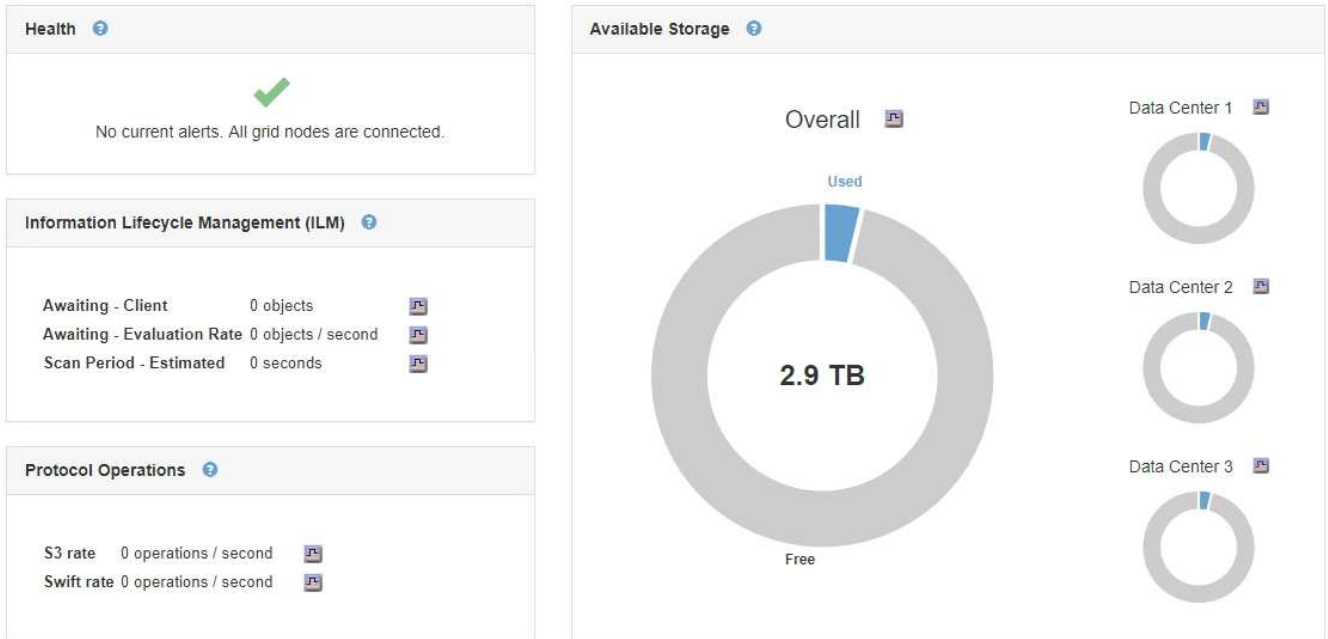 Health
No current alerts. All grid nodes are connected.
Information Lifecycle Management (ILM)
Awaiting - Client 0 objects
Awaiting - Evaluation Rate 0 objects / second
Scan Period - Estimated 0 seconds
Protocol Operations
S3 rate 0 operations / second
Swift rate 0 operations / second
Available Storage
Overall
Used
2.9 TB
Free
Data Center 1
Data Center 2
Data Center 3